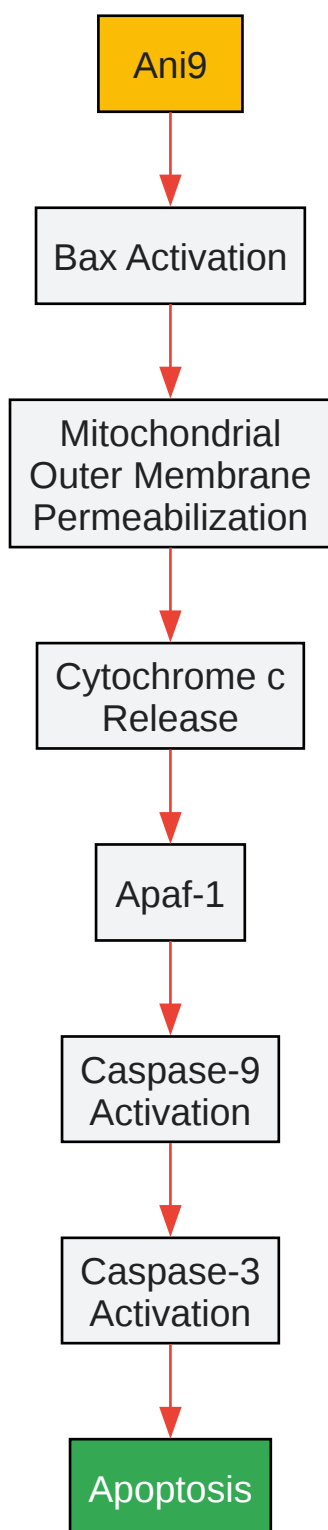 Ani9
Bax Activation
Mitochondrial
Outer Membrane
Permeabilization
Cytochrome c
Release
Apaf-1
Caspase-9
Activation
Caspase-3
Activation
Apoptosis